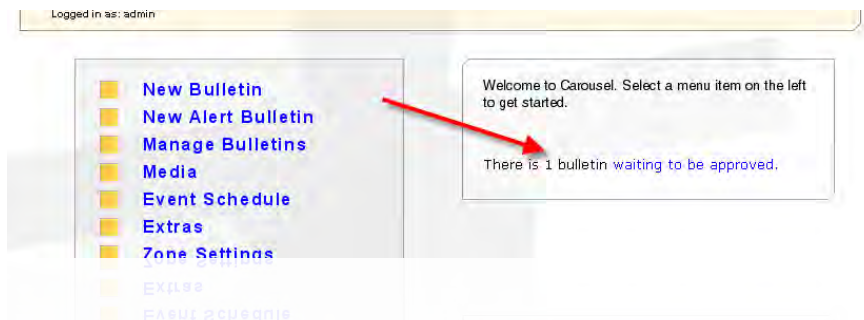 Logged in as: admin
New Bulletin
New Alert Bulletin
Manage Bulletins
Media
Event Schedule
Extras
Zone Settings
Welcome to Carousel. Select a menu item on the left
to get started.
There is 1 bulletin waiting to be approved.